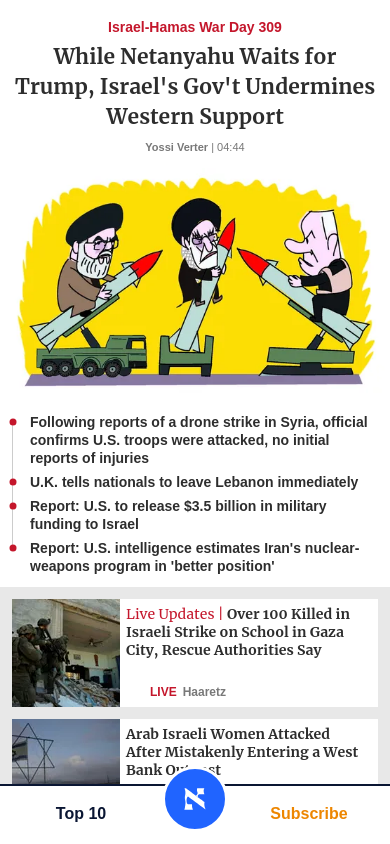 Israel-Hamas War Day 309
While Netanyahu Waits for
Trump, Israel's Gov't Undermines
Western Support
Yossi Verter | 04:44
Following reports of a drone strike in Syria, official
confirms U.S. troops were attacked, no initial
reports of injuries
U.K. tells nationals to leave Lebanon immediately
Report: U.S. to release $3.5 billion in military
funding to Israel
Report: U.S. intelligence estimates Iran's nuclear-
weapons program in 'better position'
Live Updates | Over 100 Killed in
Israeli Strike on School in Gaza
City, Rescue Authorities Say
LIVE Haaretz
Arab Israeli Women Attacked
After Mistakenly Entering a West
Bank
Top 10
Subscribe